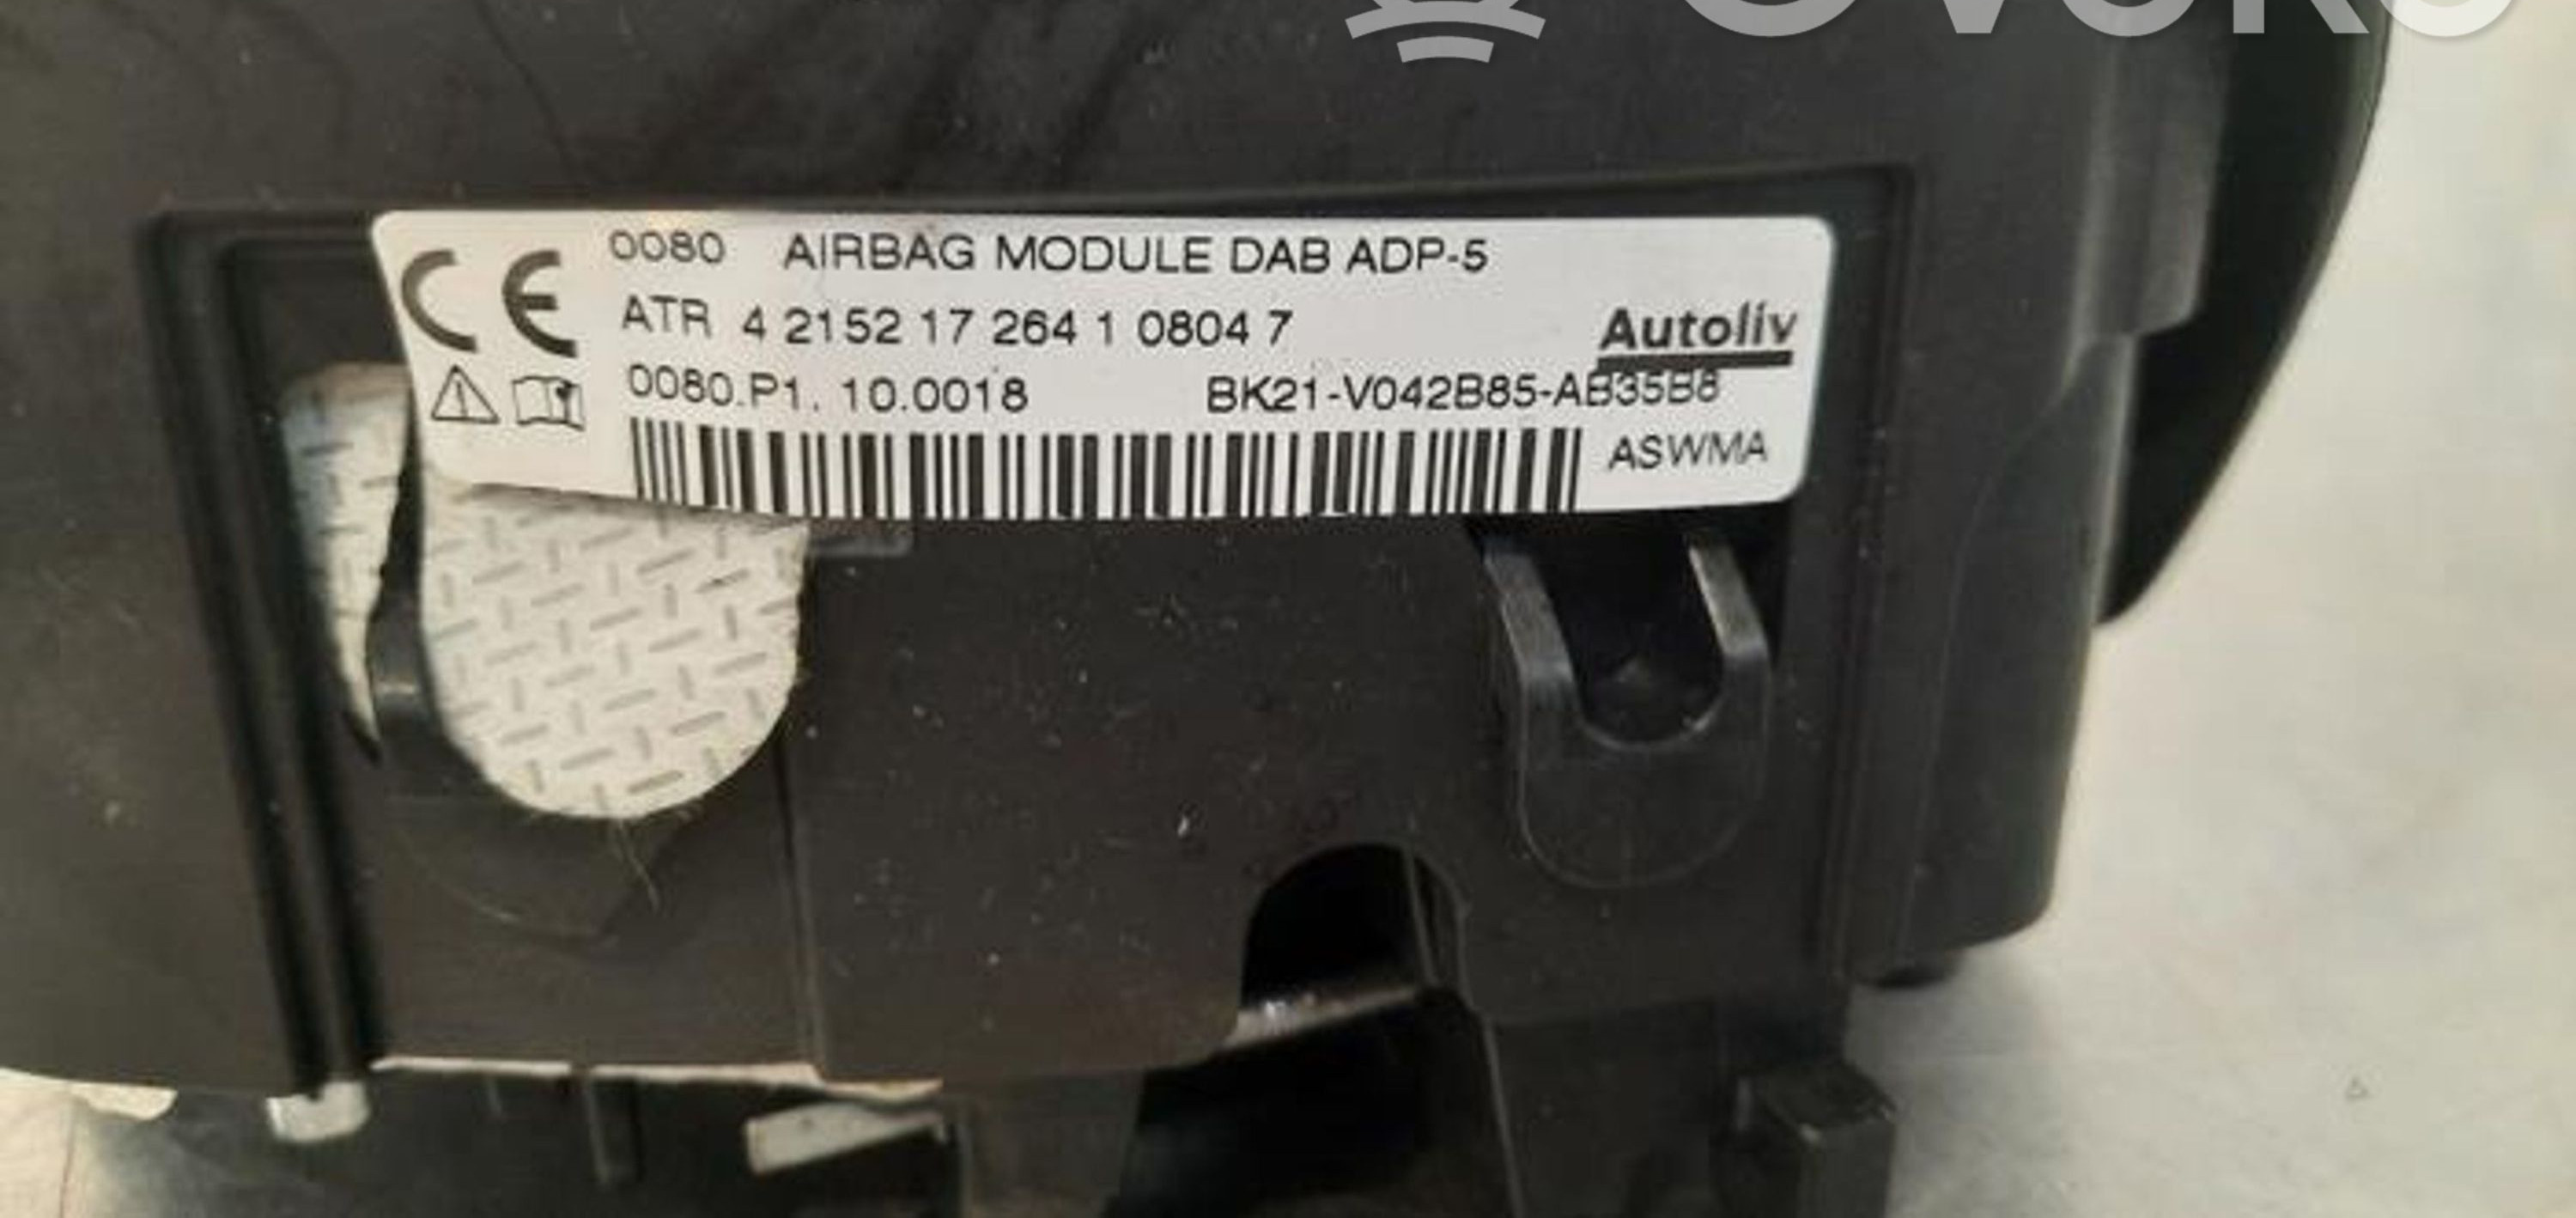 0080 AIRBAG MODULE DAB ADP-5
ATR 4 2152 17 264 1 0804 7
Autoliv
0080.P1. 10.0018 BK21-V042B85-AB35B8
ASWMA